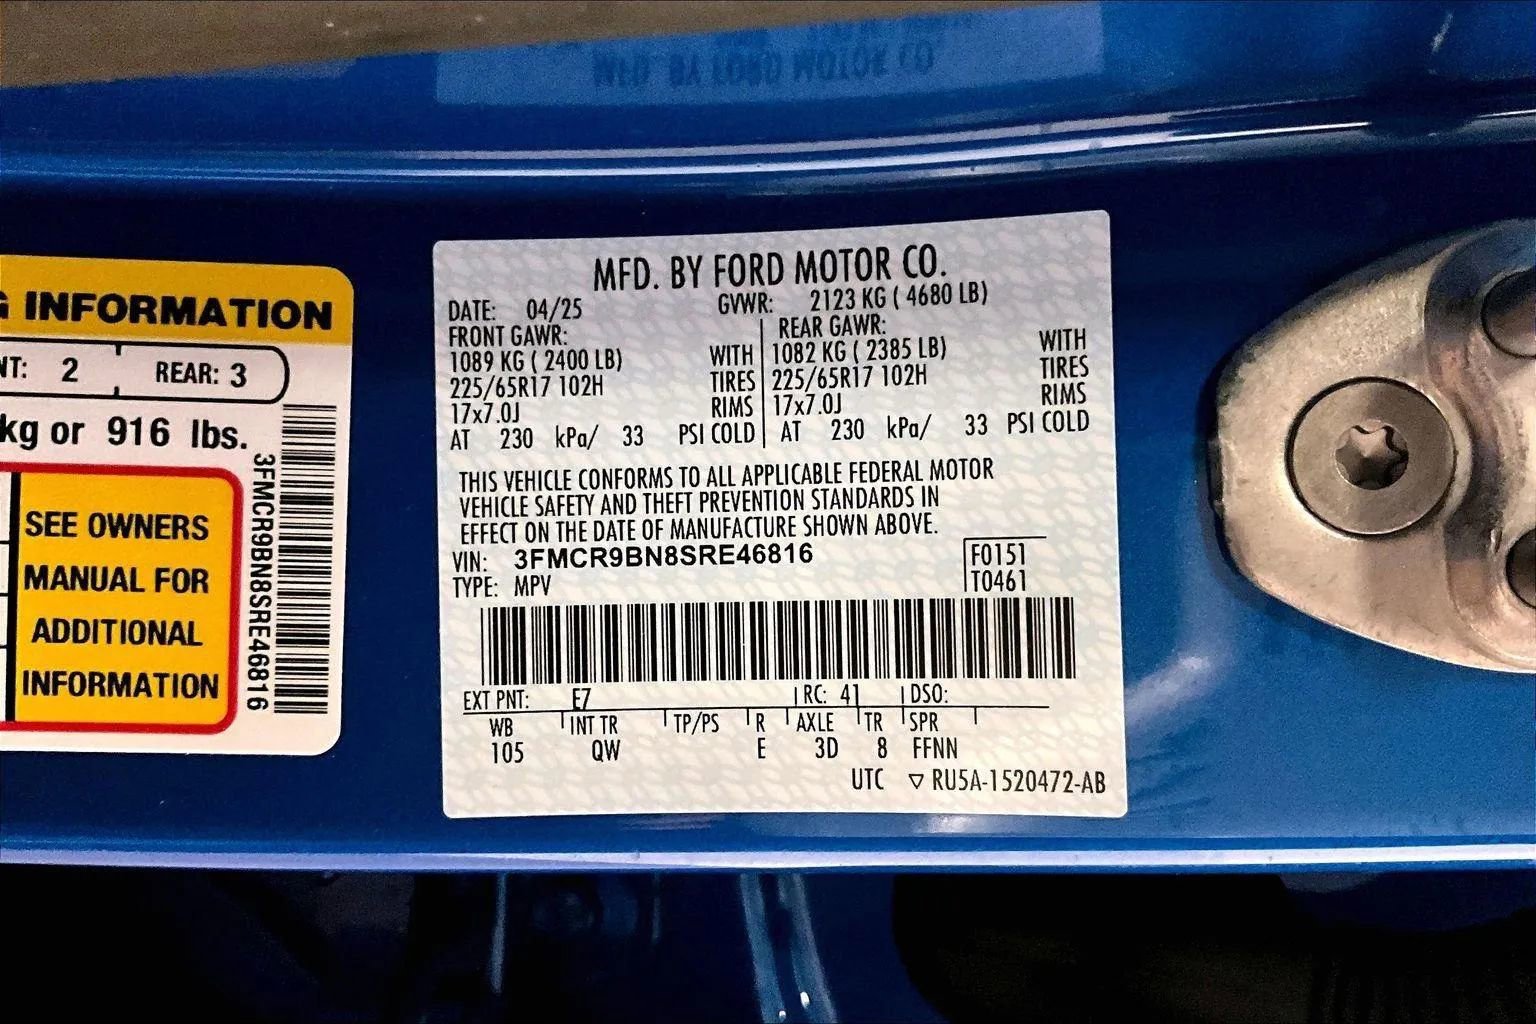 MFD. BY FORD MOTOR CO.
DATE: 04/25 GVWR: 2123 KG ( 4680 LB)
FRONT GAWR: REAR GAWR:
1089 KG ( 2400 LB) WITH 1082 KG ( 2385 LB) WITH
225/65R17 102H TIRES 225/65R17 102H TIRES
17x7.0J RIMS 17x7.0J RIMS
AT 230 kPa/ 33 PSI COLD AT 230 kPa/ 33 PSI COLD
THIS VEHICLE CONFORMS TO ALL APPLICABLE FEDERAL MOTOR
VEHICLE SAFETY AND THEFT PREVENTION STANDARDS IN
EFFECT ON THE DATE OF MANUFACTURE SHOWN ABOVE.
VIN: 3FMCR9BN8SRE46816 F0151
TYPE: MPV T0461
EXT PNT: E7 RC: 41 DSO:
WB INT TR TP/PS R AXLE TR SPR
105 QW E 3D 8 FFNN
UTC ▽ RU5A-1520472-AB
INFORMATION
2 REAR: 3
kg or 916 lbs.
SEE OWNERS
MANUAL FOR
ADDITIONAL
INFORMATION
3FMCR9BN8SRE46816